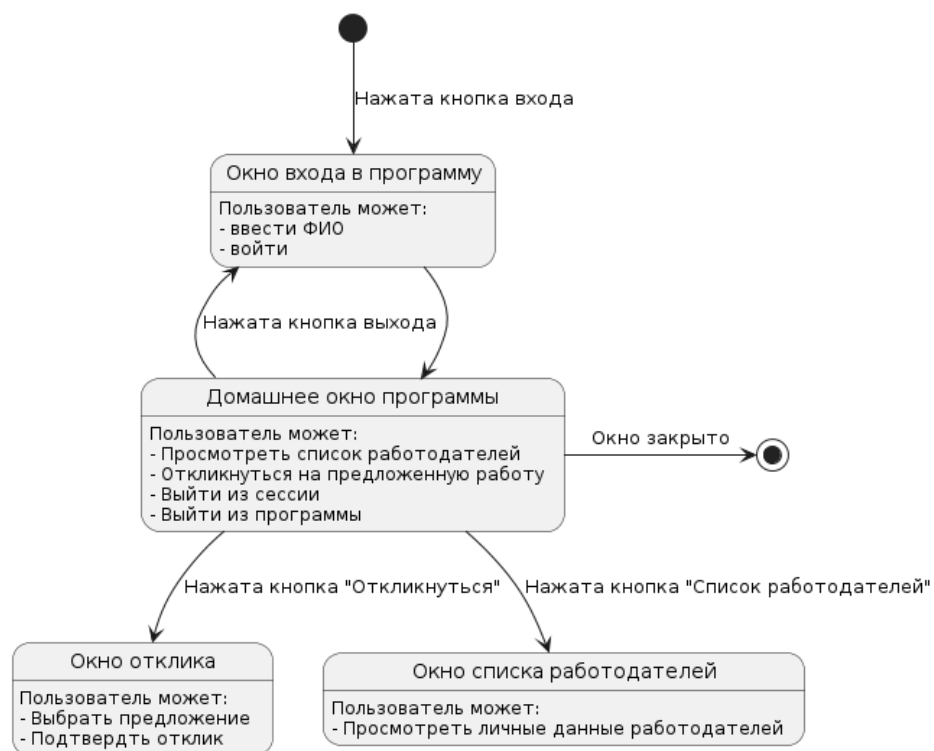 Нажата кнопка входа
Окно входа в программу
Пользователь может:
- ввести ФИО
- войти
Нажата кнопка выхода
Домашнее окно программы
Пользователь может:
- Просмотреть список работодателей
- Откликнуться на предложенную работу
- Выйти из сессии
- Выйти из программы
Окно закрыто
Нажата кнопка "Откликнуться"
Нажата кнопка "Список работодателей"
Окно отклика
Пользователь может:
- Выбрать предложение
- Подтвердть отклик
Окно списка работодателей
Пользователь может:
- Просмотреть личные данные работодателей